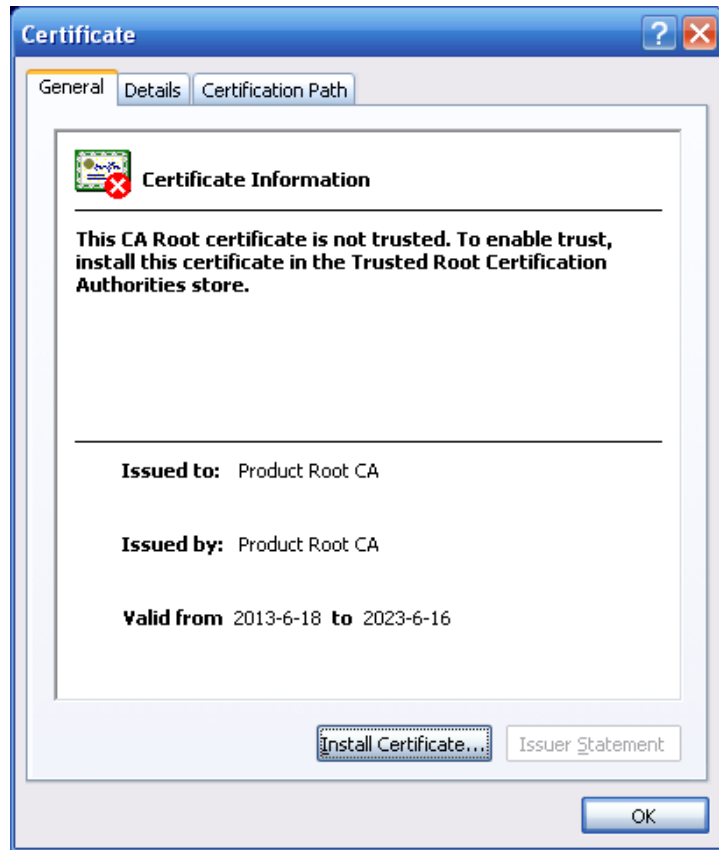 Certificate
General Details Certification Path
Certificate Information
This CA Root certificate is not trusted. To enable trust,
install this certificate in the Trusted Root Certification
Authorities store.
Issued to: Product Root CA
Issued by: Product Root CA
Valid from 2013-6-18 to 2023-6-16
Install Certificate... Issuer Statement
OK